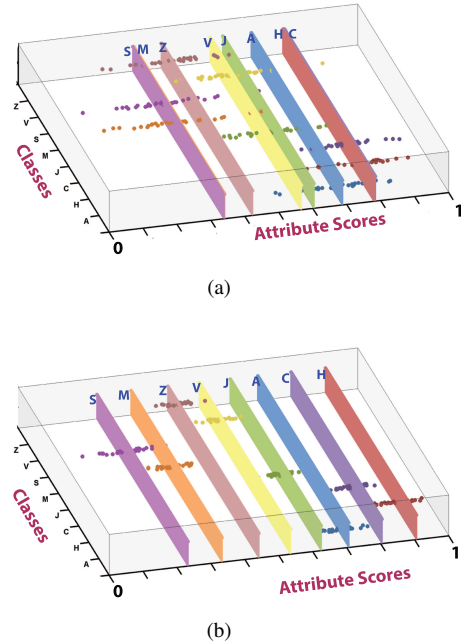 S M Z V J A H C
Z
V
S
M
J
C
H
A
Classes
0
Attribute Scores
1
(a)
S M Z V J A C H
Z
V
S
M
J
C
H
A
Classes
0
Attribute Scores
1
(b)